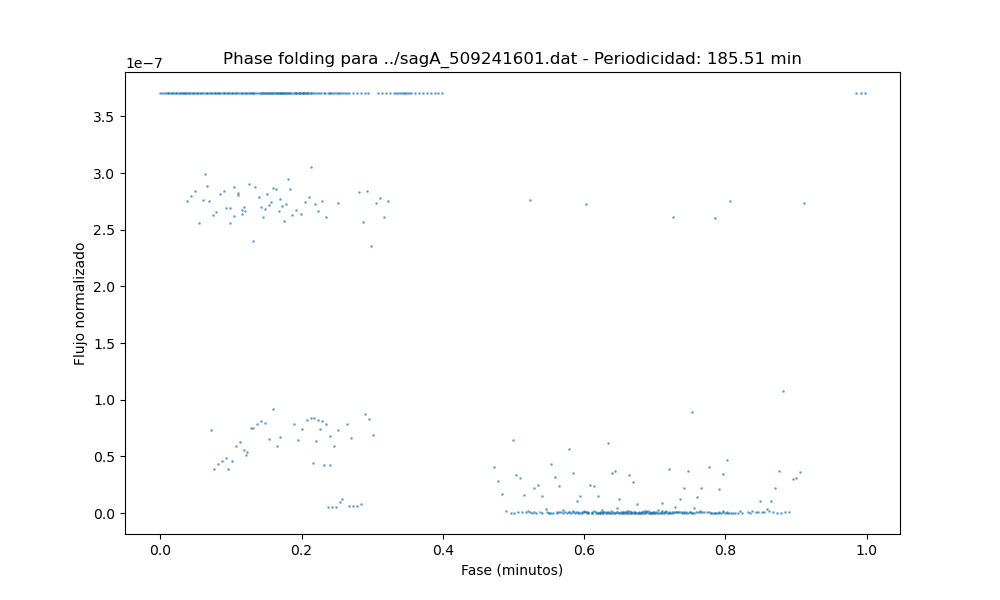 Phase folding para ../sagA_509241601.dat - Periodicidad: 185.51 min
1e−7
3.5
3.0
2.5
2.0
1.5
1.0
0.5
0.0
Flujo normalizado
0.0 0.2 0.4 0.6 0.8 1.0
Fase (minutos)